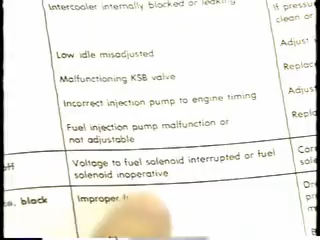 Intercooler internally blocked or leaking
If pressu
clean or
Low idle misadjusted
Adjust
Malfunctioning KSB valve
Replac
Incorrect injection pump to engine timing
Adjus
Fuel injection pump malfunction or
not adjustable
Repla
off
Voltage to fuel solenoid interrupted or fuel
solenoid inoperative
Corr
sole
black
Improper